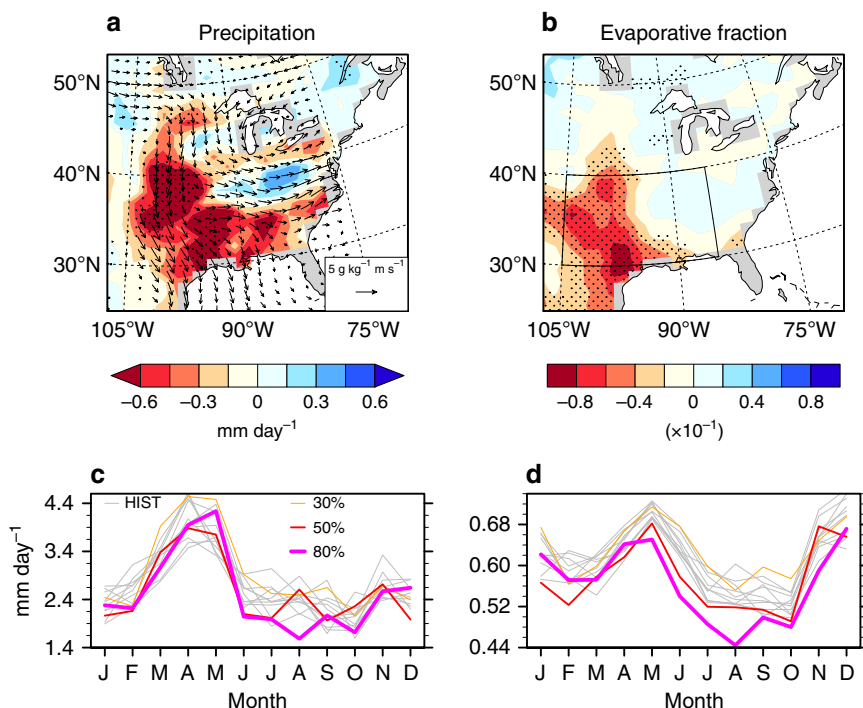 a
Precipitation
50°N
40°N
30°N
105°W
90°W
75°W
5 g kg⁻¹ m s⁻¹
−0.6
−0.3
0
0.3
0.6
mm day⁻¹
b
Evaporative fraction
50°N
40°N
30°N
105°W
90°W
75°W
−0.8
−0.4
0
0.4
0.8
(×10⁻¹)
c
HIST
30%
50%
80%
4.4
3.4
2.4
1.4
mm day⁻¹
J F M A M J J A S O N D
Month
d
0.68
0.60
0.52
0.44
J F M A M J J A S O N D
Month